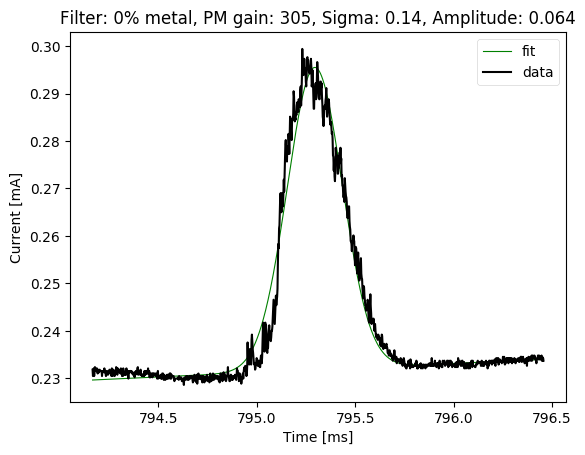 Filter: 0% metal, PM gain: 305, Sigma: 0.14, Amplitude: 0.064
fit
data
0.30
0.29
0.28
0.27
0.26
0.25
0.24
0.23
Current [mA]
794.5
795.0
795.5
796.0
796.5
Time [ms]